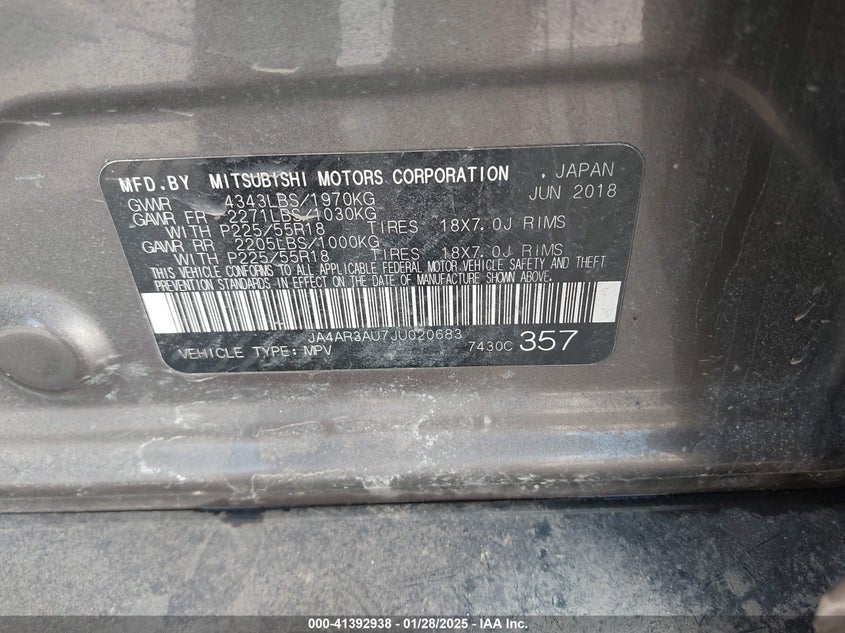 MFD.BY MITSUBISHI MOTORS CORPORATION . JAPAN
GVWR 4343LBS/1970KG JUN 2018
GAWR FR 2271LBS/1030KG
WITH P225/55R18 TIRES 18X7.0J RIMS
GAWR RR 2205LBS/1000KG
WITH P225/55R18 TIRES 18X7.0J RIMS
THIS VEHICLE CONFORMS TO ALL APPLICABLE FEDERAL MOTOR VEHICLE SAFETY AND THEFT
PREVENTION STANDARDS IN EFFECT ON THE DATE OF MANUFACTURE SHOWN ABOVE.
JA4AR3AU7JU020683
VEHICLE TYPE:MPV 7430C 357
000-41392938 - 01/28/2025 - IAA Holdings, LLC.